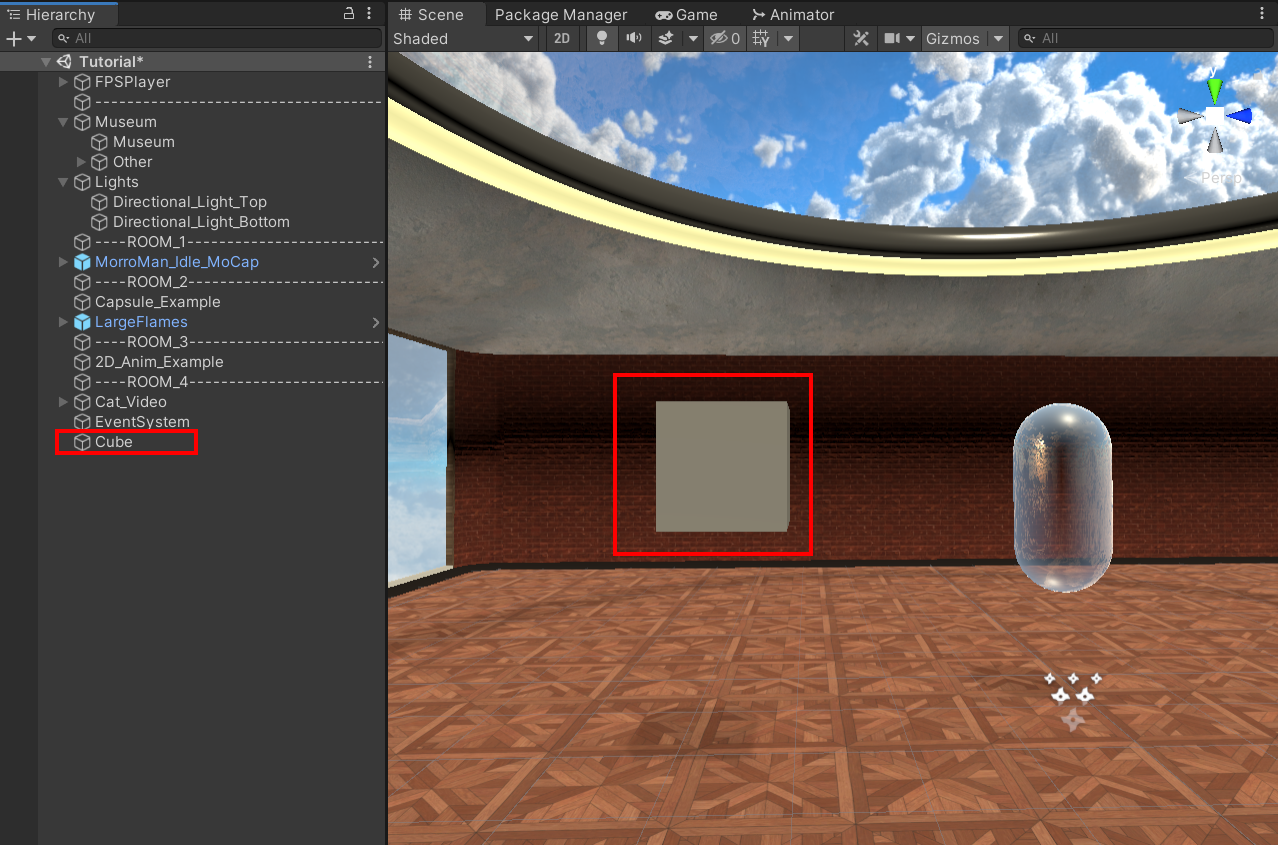 Hierarchy
All
Tutorial*
FPSPlayer
------------------------------------
Museum
Museum
Other
Lights
Directional_Light_Top
Directional_Light_Bottom
----ROOM_1------------------------
MorroMan_Idle_MoCap
----ROOM_2------------------------
Capsule_Example
LargeFlames
----ROOM_3------------------------
2D_Anim_Example
----ROOM_4------------------------
Cat_Video
EventSystem
Cube
Scene Package Manager Game Animator
Shaded 2D 0 Gizmos All
y
Persp